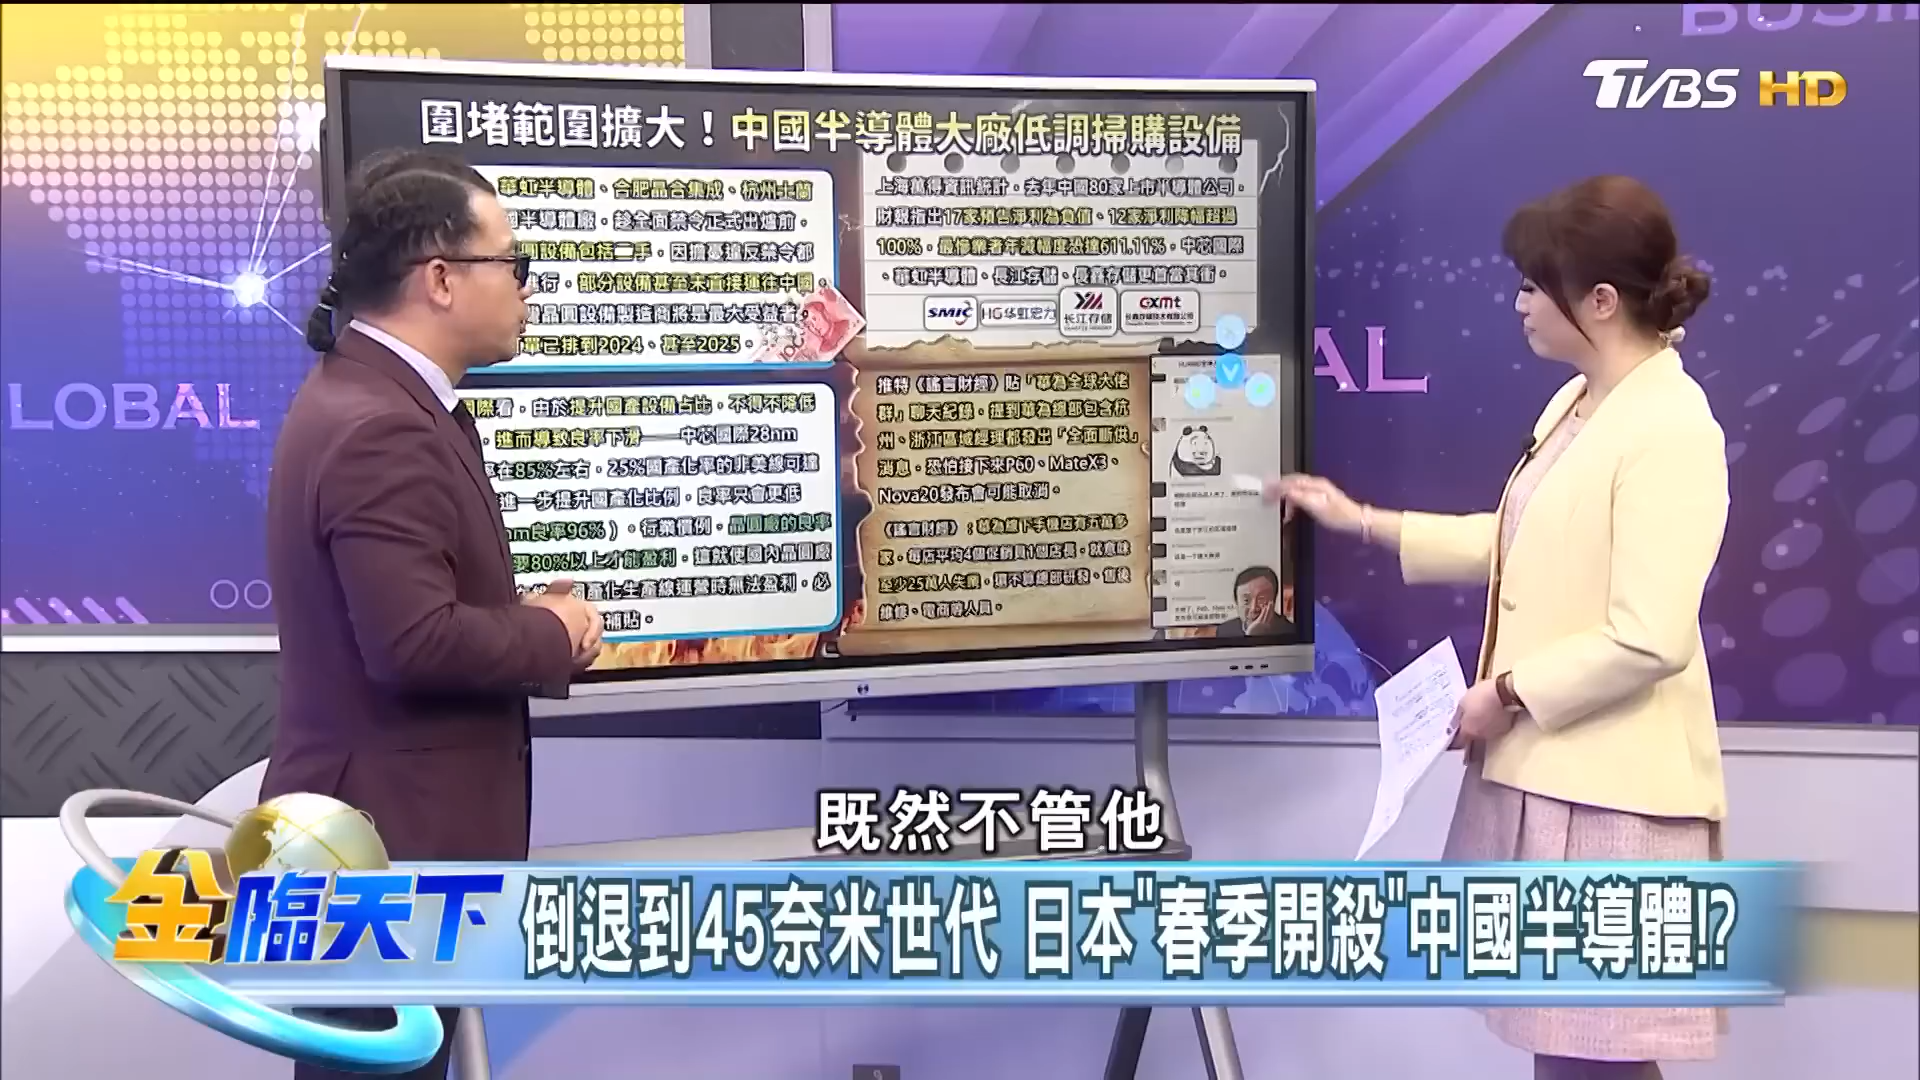 TVBS HD
圍堵範圍擴大！中國半導體大廠低調掃購設備
華虹半導體、合肥晶合集成、杭州士蘭
國半導體廠，趁全面禁令正式出爐前，
設備包括二手，因擔憂違反禁令都
進行，部分設備甚至未直接運往中國。
晶圓設備製造商將是最大受益者。
單已排到2024、甚至2025。
上海萬得資訊統計，去年中國80家上市半導體公司，
財報指出17家預告淨利為負值、12家淨利降幅超過
100%，最慘業者年減幅度恐達611.11%，中芯國際
、華虹半導體、長江存儲、長鑫存儲更首當其衝。
SMIC
HG 华虹宏力
长江存储
CXMT
國際看，由於提升國產設備占比，不得不降低
，進而導致良率下滑——中芯國際28nm
率在85%左右，25%國產化率的非美線可達
進一步提升國產化比例，良率只會更低
nm良率96%）。行業慣例，晶圓廠的良率
要80%以上才能盈利，這就使國內晶圓廠
國產化生產線運營時無法盈利，必
補貼。
推特《謠言財經》貼「華為全球大佬
群」聊天紀錄，提到華為總部包含杭
州、浙江區域經理都發出「全面斷供」
消息，恐怕接下來P60、MateX3、
Nova20發布會可能取消。
《謠言財經》：華為線下手機店有五萬多
家，每店平均4個促銷員1個店長，就意味
至少25萬人失業，還不算總部研發、售後
維修、電商等人員。
GLOBAL
AL
既然不管他
金臨天下
倒退到45奈米世代 日本"春季開殺"中國半導體!?